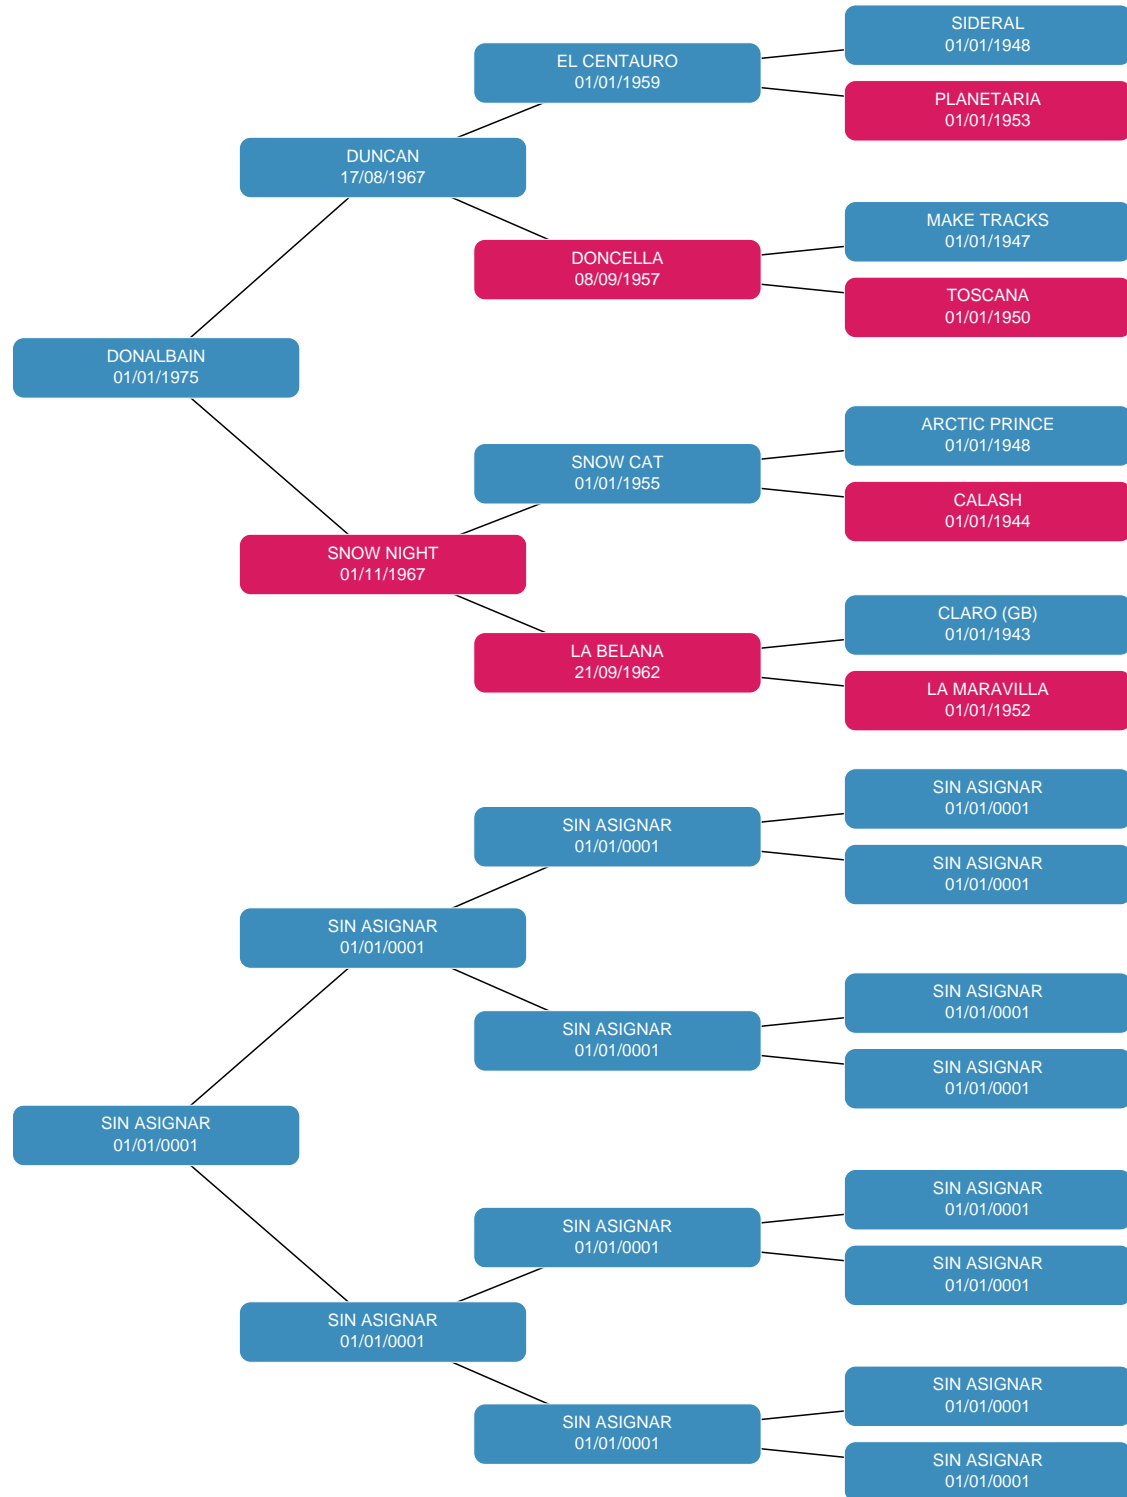 SIDERAL
01/01/1948
EL CENTAURO
01/01/1959
PLANETARIA
01/01/1953
DUNCAN
17/08/1967
MAKE TRACKS
01/01/1947
DONCELLA
08/09/1957
TOSCANA
01/01/1950
DONALBAIN
01/01/1975
ARCTIC PRINCE
01/01/1948
SNOW CAT
01/01/1955
CALASH
01/01/1944
SNOW NIGHT
01/11/1967
CLARO (GB)
01/01/1943
LA BELANA
21/09/1962
LA MARAVILLA
01/01/1952
SIN ASIGNAR
01/01/0001
SIN ASIGNAR
01/01/0001
SIN ASIGNAR
01/01/0001
SIN ASIGNAR
01/01/0001
SIN ASIGNAR
01/01/0001
SIN ASIGNAR
01/01/0001
SIN ASIGNAR
01/01/0001
SIN ASIGNAR
01/01/0001
SIN ASIGNAR
01/01/0001
SIN ASIGNAR
01/01/0001
SIN ASIGNAR
01/01/0001
SIN ASIGNAR
01/01/0001
SIN ASIGNAR
01/01/0001
SIN ASIGNAR
01/01/0001
SIN ASIGNAR
01/01/0001